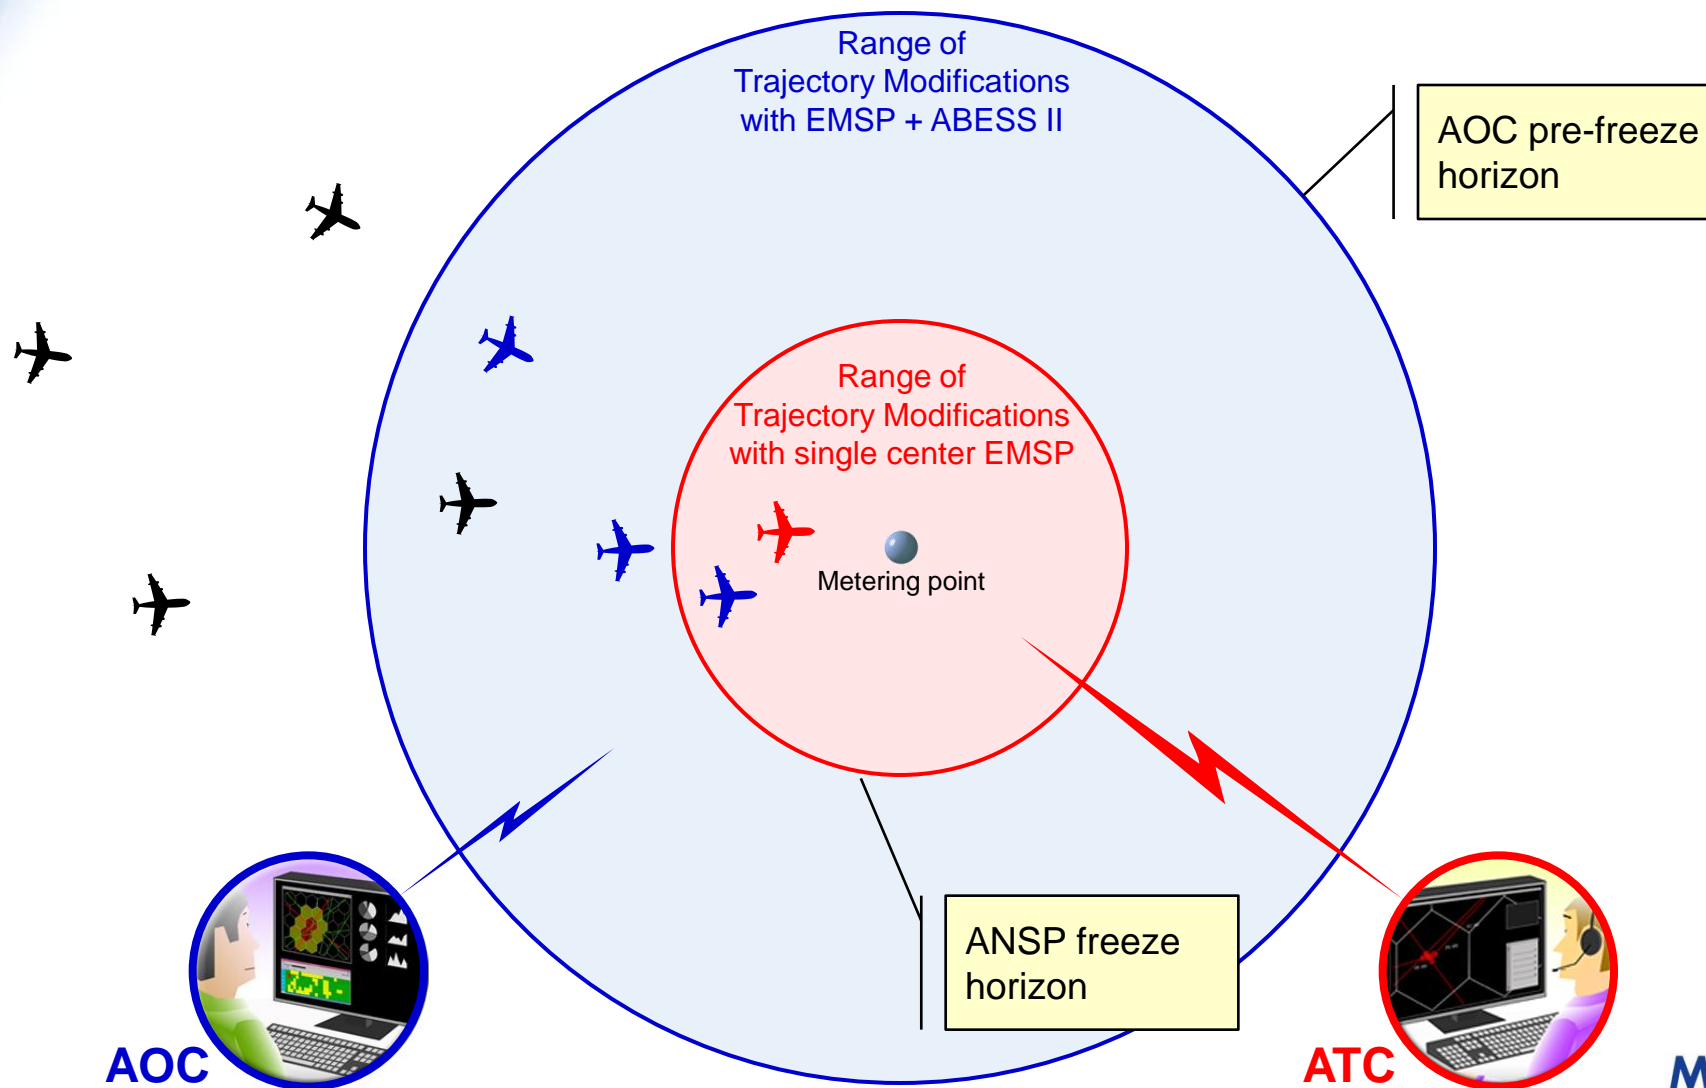 Range of
Trajectory Modifications
with EMSP + ABESS II
AOC pre-freeze
horizon
Range of
Trajectory Modifications
with single center EMSP
Metering point
ANSP freeze
horizon
AOC
ATC
M